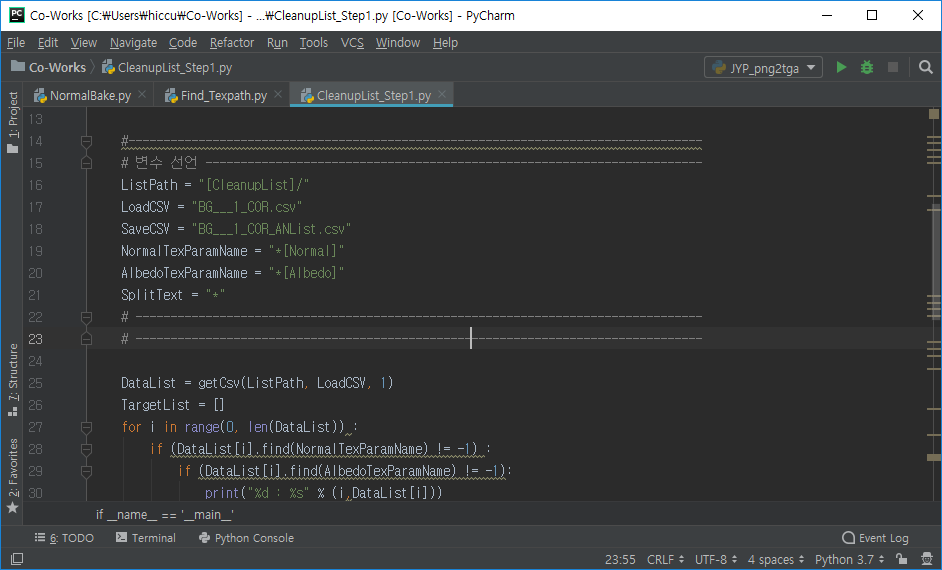 Co-Works [C:₩Users₩hiccu₩Co-Works] - ...₩CleanupList_Step1.py [Co-Works] - PyCharm
File Edit View Navigate Code Refactor Run Tools VCS Window Help
Co-Works CleanupList_Step1.py JYP_png2tga
NormalBake.py Find_Texpath.py CleanupList_Step1.py
1: Project
7: Structure
2: Favorites
13
14 #---------------------------------------------------------------------------------
15 # 변수 선언 -----------------------------------------------------------------------
16 ListPath = "[CleanupList]/"
17 LoadCSV = "BG___1_COR.csv"
18 SaveCSV = "BG___1_COR_ANList.csv"
19 NormalTexParamName = "*[Normal]"
20 AlbedoTexParamName = "*[Albedo]"
21 SplitText = "*"
22 # ---------------------------------------------------------------------------------
23 # ---------------------------------------------------------------------------------
24
25 DataList = getCsv(ListPath, LoadCSV, 1)
26 TargetList = []
27 for i in range(0, len(DataList)) :
28 if (DataList[i].find(NormalTexParamName) != -1) :
29 if (DataList[i].find(AlbedoTexParamName) != -1):
30 print("%d : %s" % (i,DataList[i]))
if __name__ == '__main__'
6: TODO Terminal Python Console Event Log
23:55 CRLF UTF-8 4 spaces Python 3.7